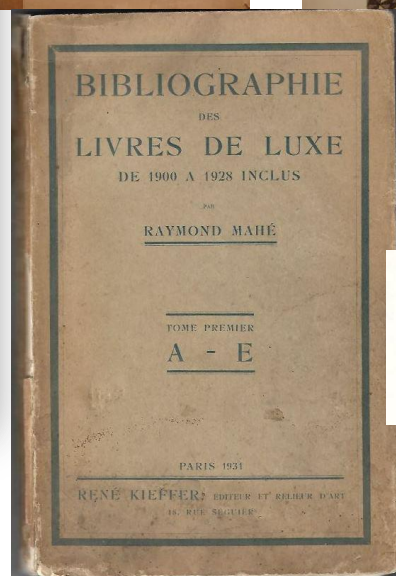 BIBLIOGRAPHIE
DES
LIVRES DE LUXE
DE 1900 A 1928 INCLUS
PAR
RAYMOND MAHÉ
TOME PREMIER
A - E
PARIS 1931
RENÉ KIEFFER, EDITEUR ET RELIEUR D'ART
18, RUE SÉGUIER